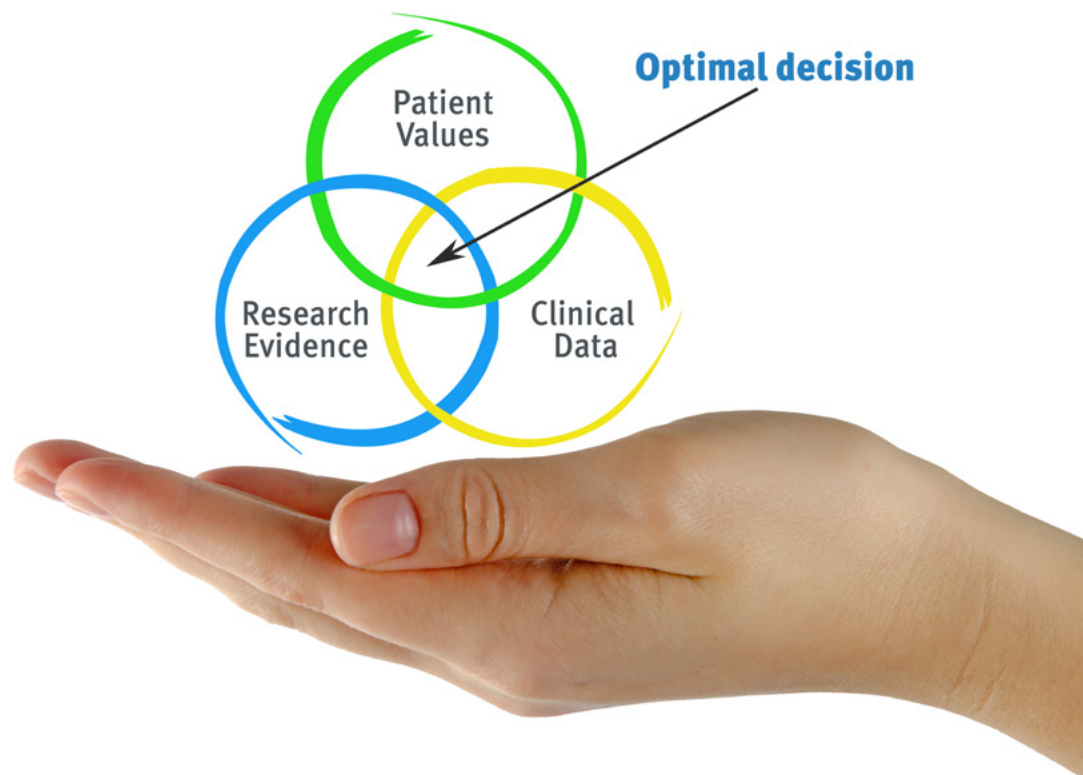 Optimal decision
Patient
Values
Research
Evidence
Clinical
Data